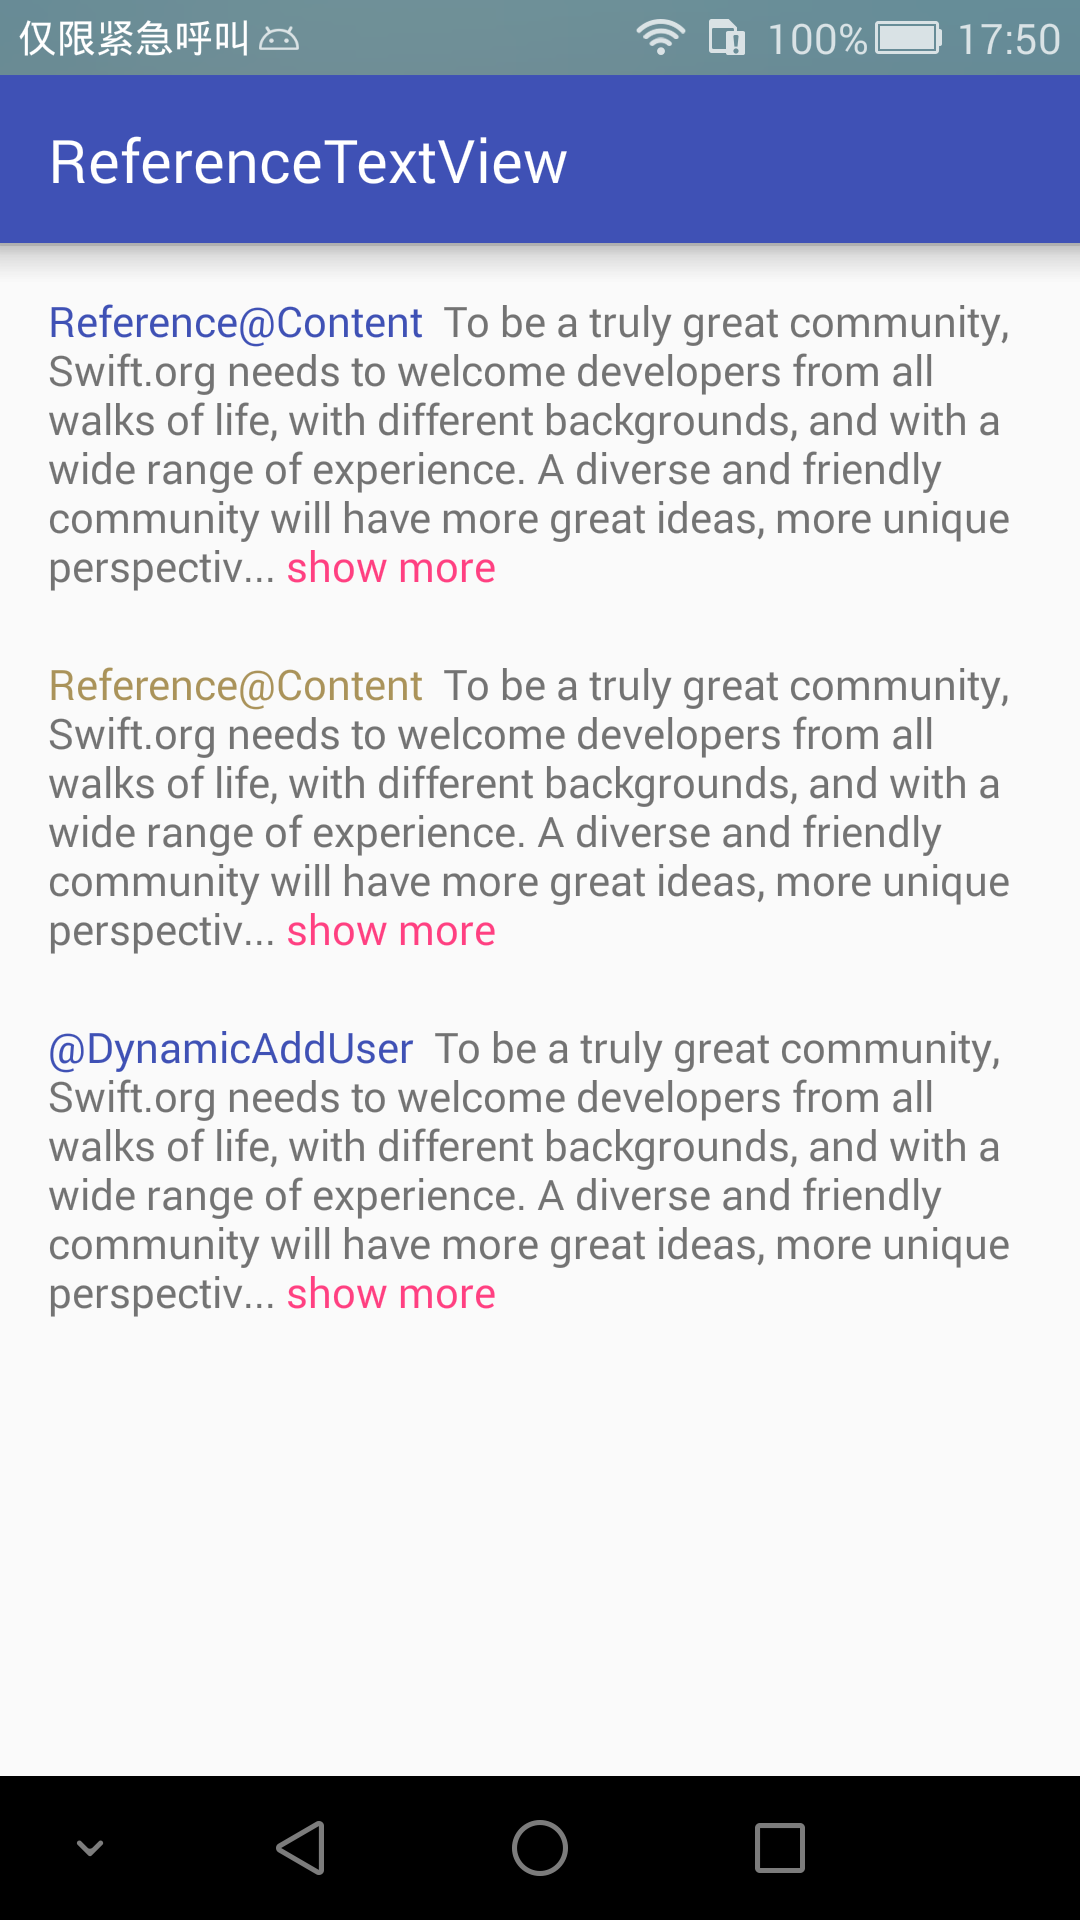 仅限紧急呼叫 100% 17:50
ReferenceTextView
Reference@Content To be a truly great community,
Swift.org needs to welcome developers from all
walks of life, with different backgrounds, and with a
wide range of experience. A diverse and friendly
community will have more great ideas, more unique
perspectiv... show more
Reference@Content To be a truly great community,
Swift.org needs to welcome developers from all
walks of life, with different backgrounds, and with a
wide range of experience. A diverse and friendly
community will have more great ideas, more unique
perspectiv... show more
@DynamicAddUser To be a truly great community,
Swift.org needs to welcome developers from all
walks of life, with different backgrounds, and with a
wide range of experience. A diverse and friendly
community will have more great ideas, more unique
perspectiv... show more